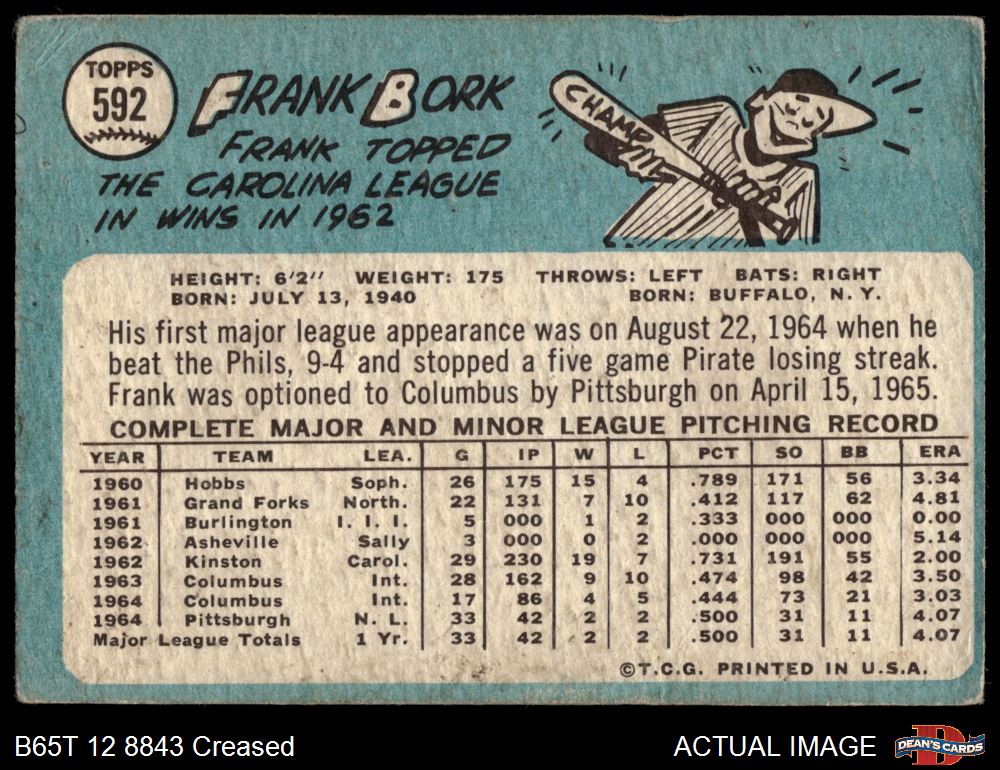 TOPPS
592
FRANK BORK
FRANK TOPPED
THE CAROLINA LEAGUE
IN WINS IN 1962
CHAMP
HEIGHT: 6'2" WEIGHT: 175 THROWS: LEFT BATS: RIGHT
BORN: JULY 13, 1940 BORN: BUFFALO, N. Y.
His first major league appearance was on August 22, 1964 when he
beat the Phils, 9-4 and stopped a five game Pirate losing streak.
Frank was optioned to Columbus by Pittsburgh on April 15, 1965.
COMPLETE MAJOR AND MINOR LEAGUE PITCHING RECORD
YEAR TEAM LEA. G IP W L PCT SO BB ERA
1960 Hobbs Soph. 26 175 15 4 .789 171 56 3.34
1961 Grand Forks North. 22 131 7 10 .412 117 62 4.81
1961 Burlington I. I. I. 5 000 1 2 .333 000 000 0.00
1962 Asheville Sally 3 000 0 2 .000 000 000 5.14
1962 Kinston Carol. 29 230 19 7 .731 191 55 2.00
1963 Columbus Int. 28 162 9 10 .474 98 42 3.50
1964 Columbus Int. 17 86 4 5 .444 73 21 3.03
1964 Pittsburgh N. L. 33 42 2 2 .500 31 11 4.07
Major League Totals 1 Yr. 33 42 2 2 .500 31 11 4.07
©T.C.G. PRINTED IN U.S.A.
B65T 12 8843 Creased
ACTUAL IMAGE
D
DEAN'S CARDS